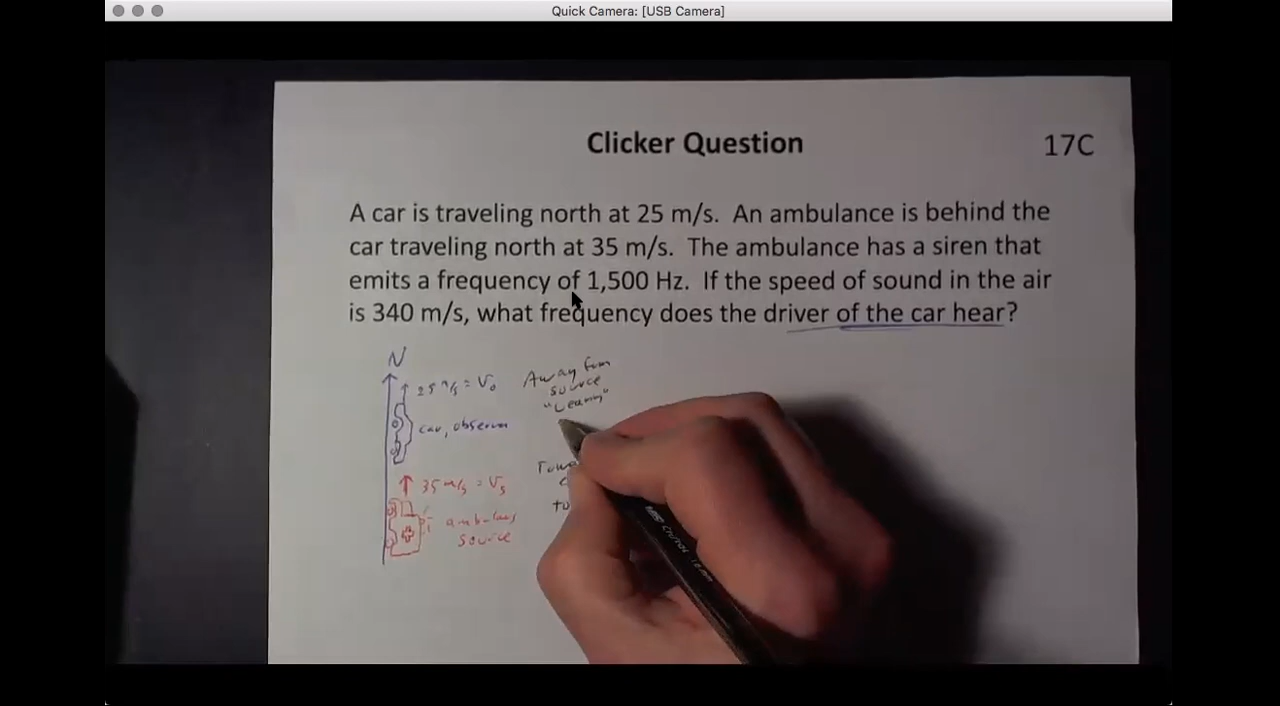 Quick Camera: [USB Camera]
Clicker Question
17C
A car is traveling north at 25 m/s. An ambulance is behind the
car traveling north at 35 m/s. The ambulance has a siren that
emits a frequency of 1,500 Hz. If the speed of sound in the air
is 340 m/s, what frequency does the driver of the car hear?
N
25 m/s = Vo
Away from
source
car, observer
35 m/s = Vs
ambulance
source